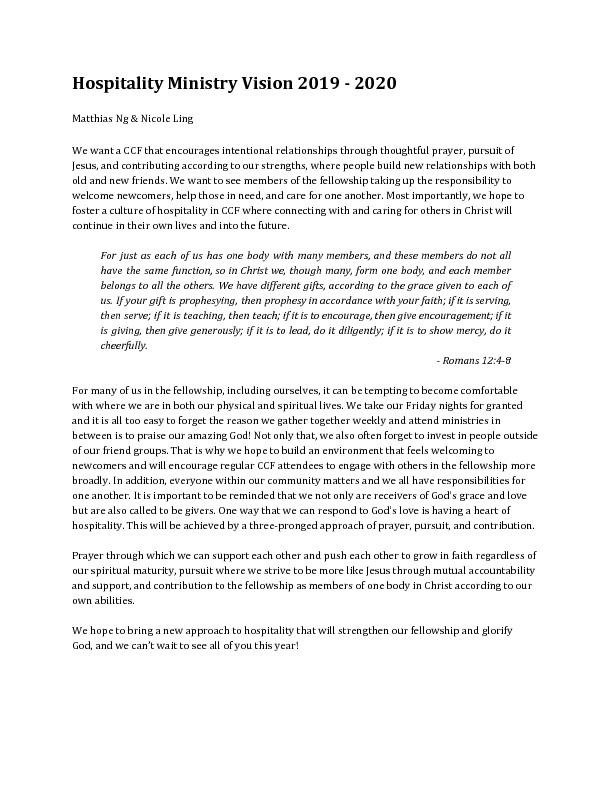 Hospitality Ministry Vision 2019 - 2020
Matthias Ng & Nicole Ling
We want a CCF that encourages intentional relationships through thoughtful prayer, pursuit of
Jesus, and contributing according to our strengths, where people build new relationships with both
old and new friends. We want to see members of the fellowship taking up the responsibility to
welcome newcomers, help those in need, and care for one another. Most importantly, we hope to
foster a culture of hospitality in CCF where connecting with and caring for others in Christ will
continue in their own lives and into the future.
For just as each of us has one body with many members, and these members do not all
have the same function, so in Christ we, though many, form one body, and each member
belongs to all the others. We have different gifts, according to the grace given to each of
us. If your gift is prophesying, then prophesy in accordance with your faith; if it is serving,
then serve; if it is teaching, then teach; if it is to encourage, then give encouragement; if it
is giving, then give generously; if it is to lead, do it diligently; if it is to show mercy, do it
cheerfully.
- Romans 12:4-8
For many of us in the fellowship, including ourselves, it can be tempting to become comfortable
with where we are in both our physical and spiritual lives. We take our Friday nights for granted
and it is all too easy to forget the reason we gather together weekly and attend ministries in
between is to praise our amazing God! Not only that, we also often forget to invest in people outside
of our friend groups. That is why we hope to build an environment that feels welcoming to
newcomers and will encourage regular CCF attendees to engage with others in the fellowship more
broadly. In addition, everyone within our community matters and we all have responsibilities for
one another. It is important to be reminded that we not only are receivers of God's grace and love
but are also called to be givers. One way that we can respond to God's love is having a heart of
hospitality. This will be achieved by a three-pronged approach of prayer, pursuit, and contribution.
Prayer through which we can support each other and push each other to grow in faith regardless of
our spiritual maturity, pursuit where we strive to be more like Jesus through mutual accountability
and support, and contribution to the fellowship as members of one body in Christ according to our
own abilities.
We hope to bring a new approach to hospitality that will strengthen our fellowship and glorify
God, and we can't wait to see all of you this year!